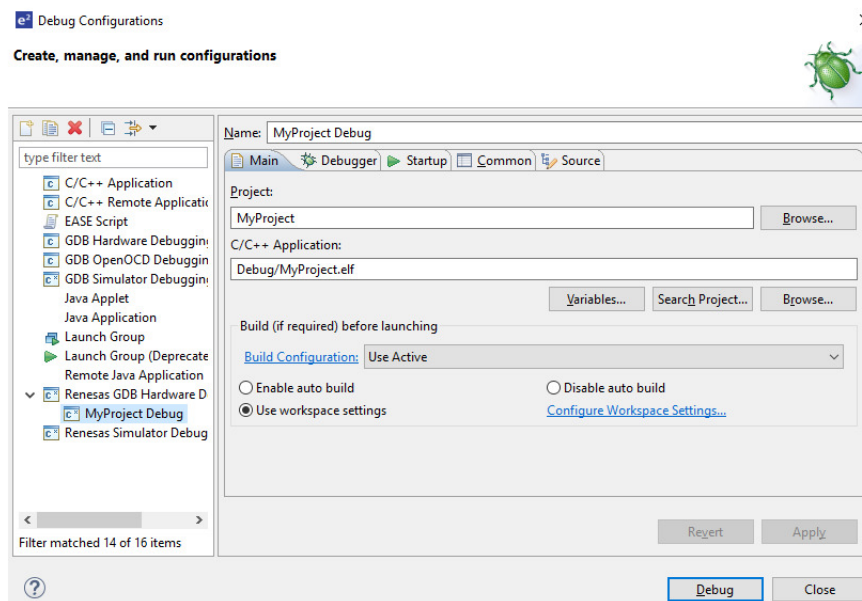 e² Debug Configurations
Create, manage, and run configurations
type filter text
C/C++ Application
C/C++ Remote Applicatio
EASE Script
GDB Hardware Debugging
GDB OpenOCD Debuggin
GDB Simulator Debugging
Java Applet
Java Application
Launch Group
Launch Group (Deprecate
Remote Java Application
Renesas GDB Hardware D
MyProject Debug
Renesas Simulator Debug
Filter matched 14 of 16 items
Name: MyProject Debug
Main Debugger Startup Common Source
Project:
MyProject Browse...
C/C++ Application:
Debug/MyProject.elf
Variables... Search Project... Browse...
Build (if required) before launching
Build Configuration: Use Active
Enable auto build Disable auto build
Use workspace settings Configure Workspace Settings...
Revert Apply
? Debug Close